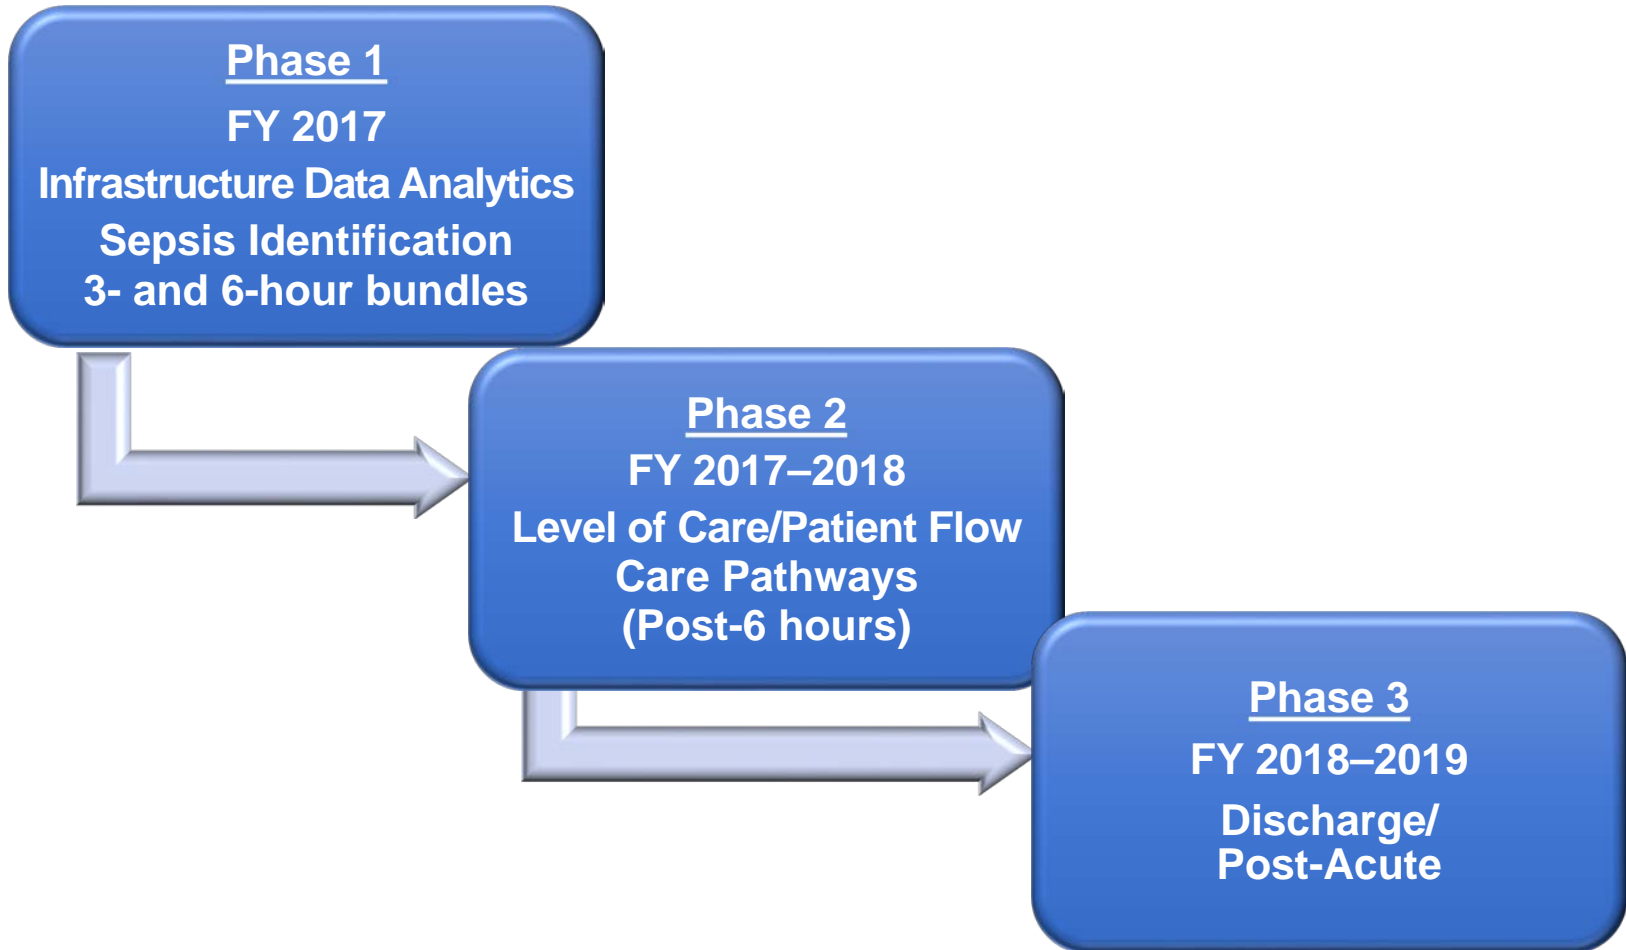 Phase 1
FY 2017
Infrastructure Data Analytics
Sepsis Identification
3- and 6-hour bundles
Phase 2
FY 2017–2018
Level of Care/Patient Flow
Care Pathways
(Post-6 hours)
Phase 3
FY 2018–2019
Discharge/
Post-Acute